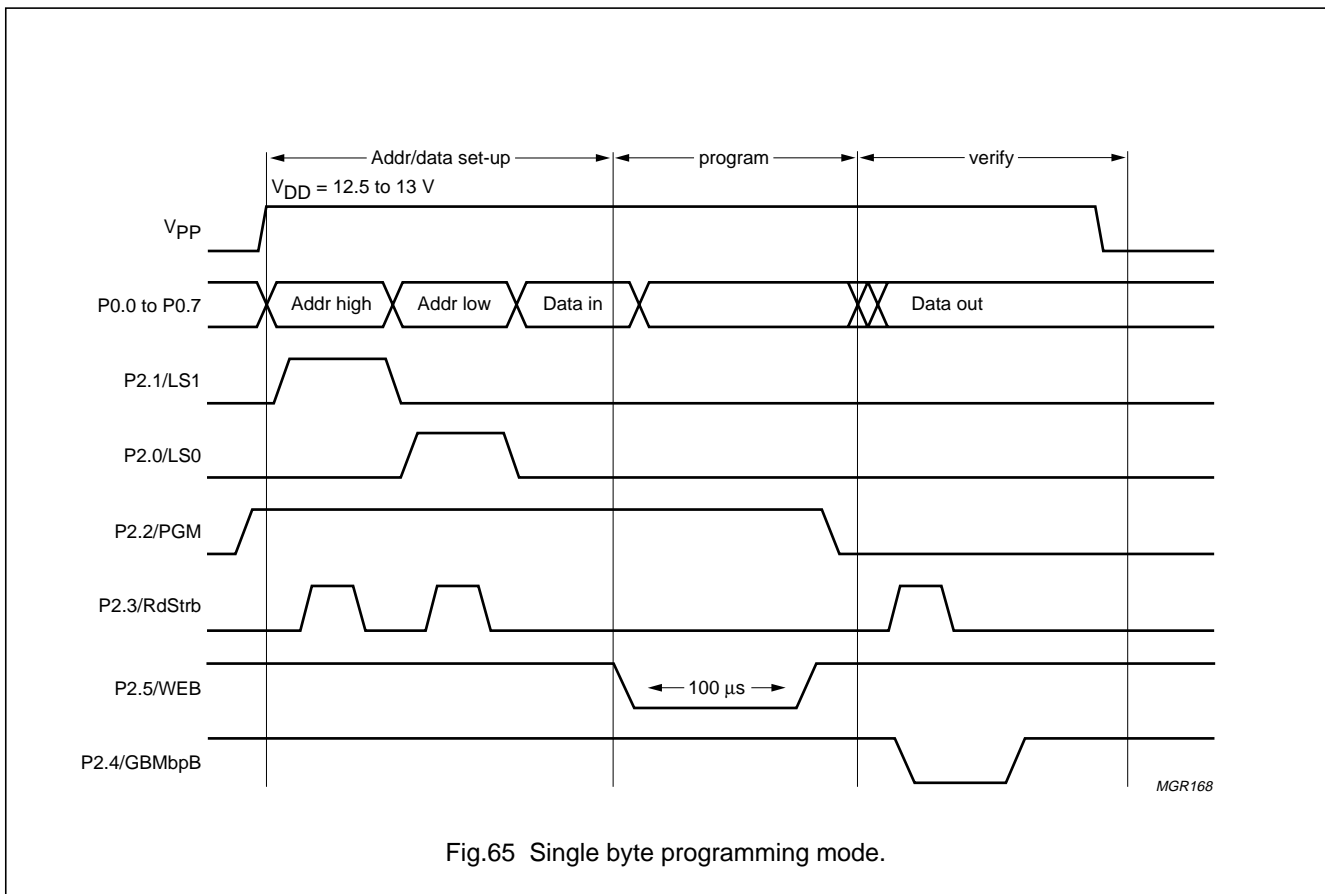 Addr/data set-up program verify
VDD = 12.5 to 13 V
VPP
P0.0 to P0.7 Addr high Addr low Data in Data out
P2.1/LS1
P2.0/LS0
P2.2/PGM
P2.3/RdStrb
P2.5/WEB 100 μs
P2.4/GBMbpB
MGR168
Fig.65 Single byte programming mode.